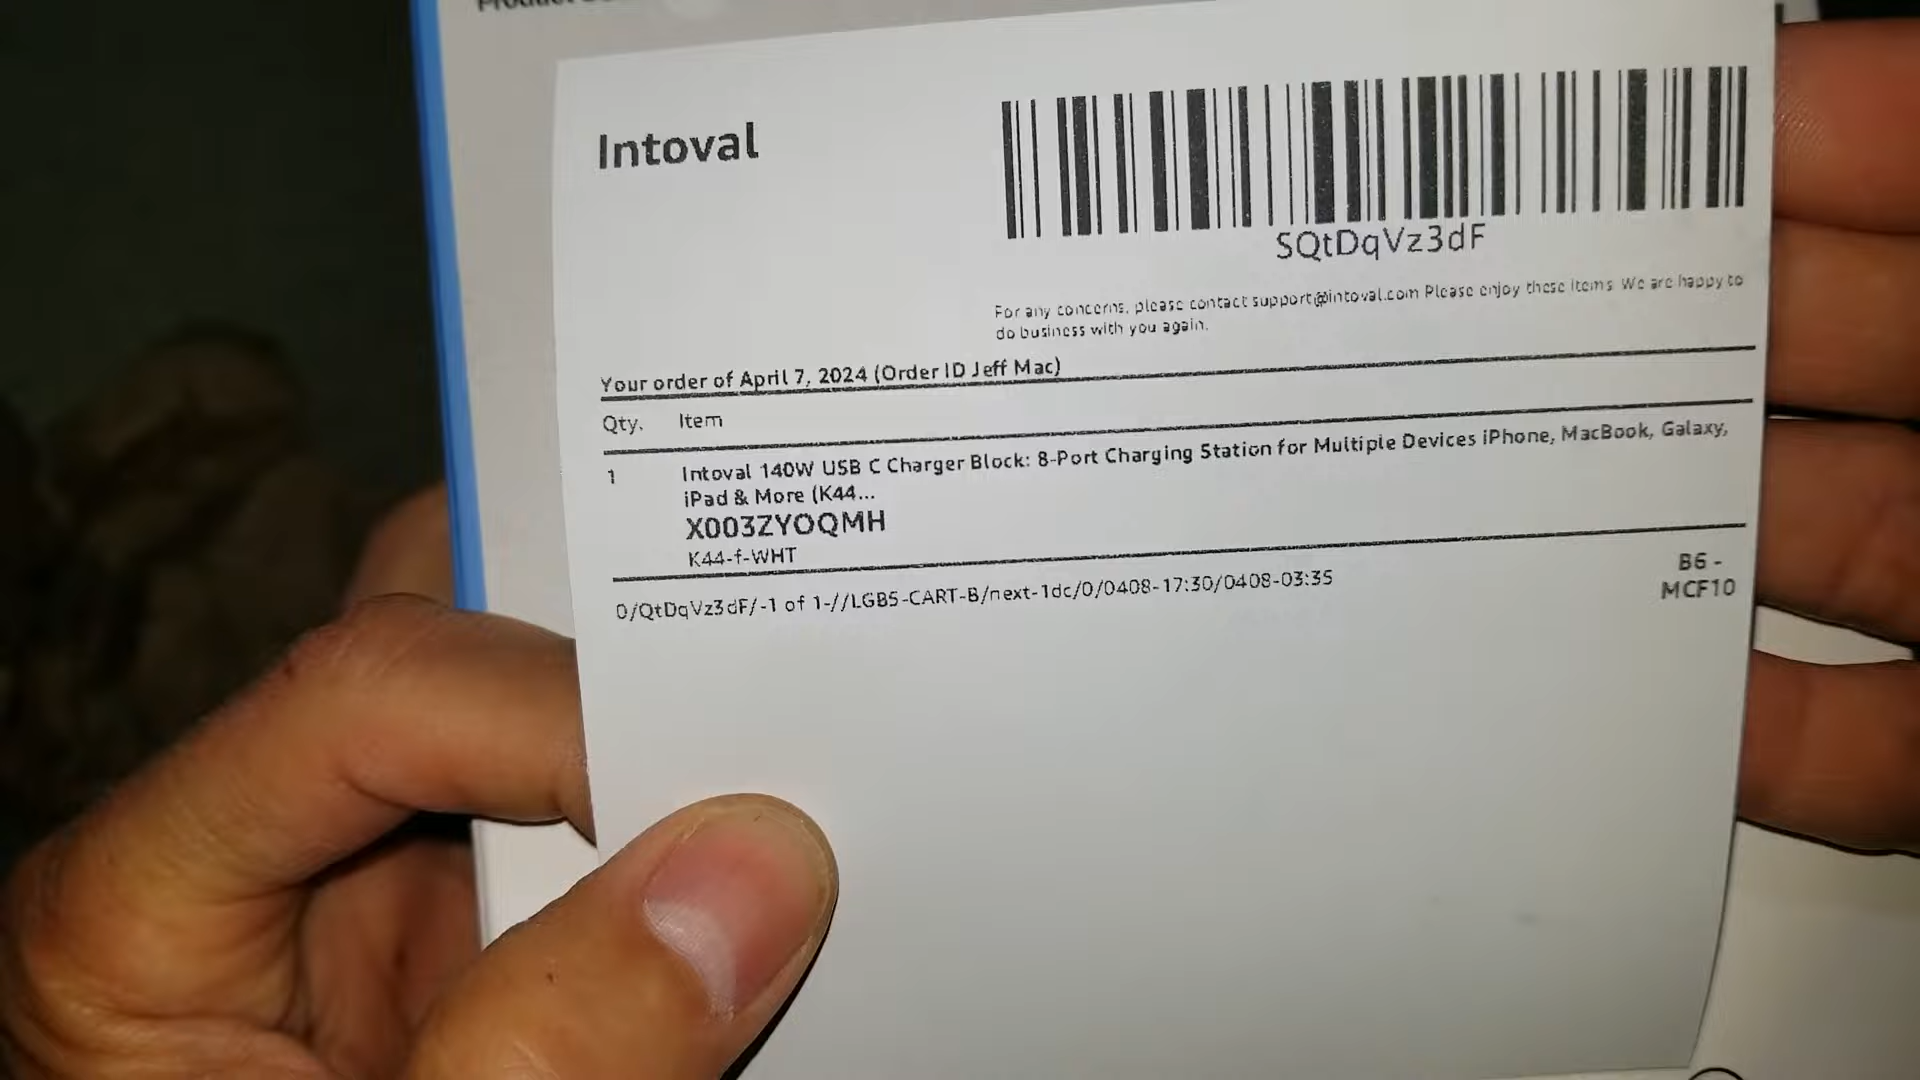 Product
Intoval
SQtDqVz3dF
For any concerns, please contact support@intoval.com Please enjoy these items We are happy to
do business with you again.
Your order of April 7, 2024 (Order ID Jeff Mac)
Qty. Item
1 Intoval 140W USB C Charger Block: 8-Port Charging Station for Multiple Devices iPhone, MacBook, Galaxy,
iPad & More (K44...
X003ZYOQMH
K44-f-WHT
0/QtDqVz3dF/-1 of 1-//LGB5-CART-B/next-1dc/0/0408-17:30/0408-03:35
B6 -
MCF10